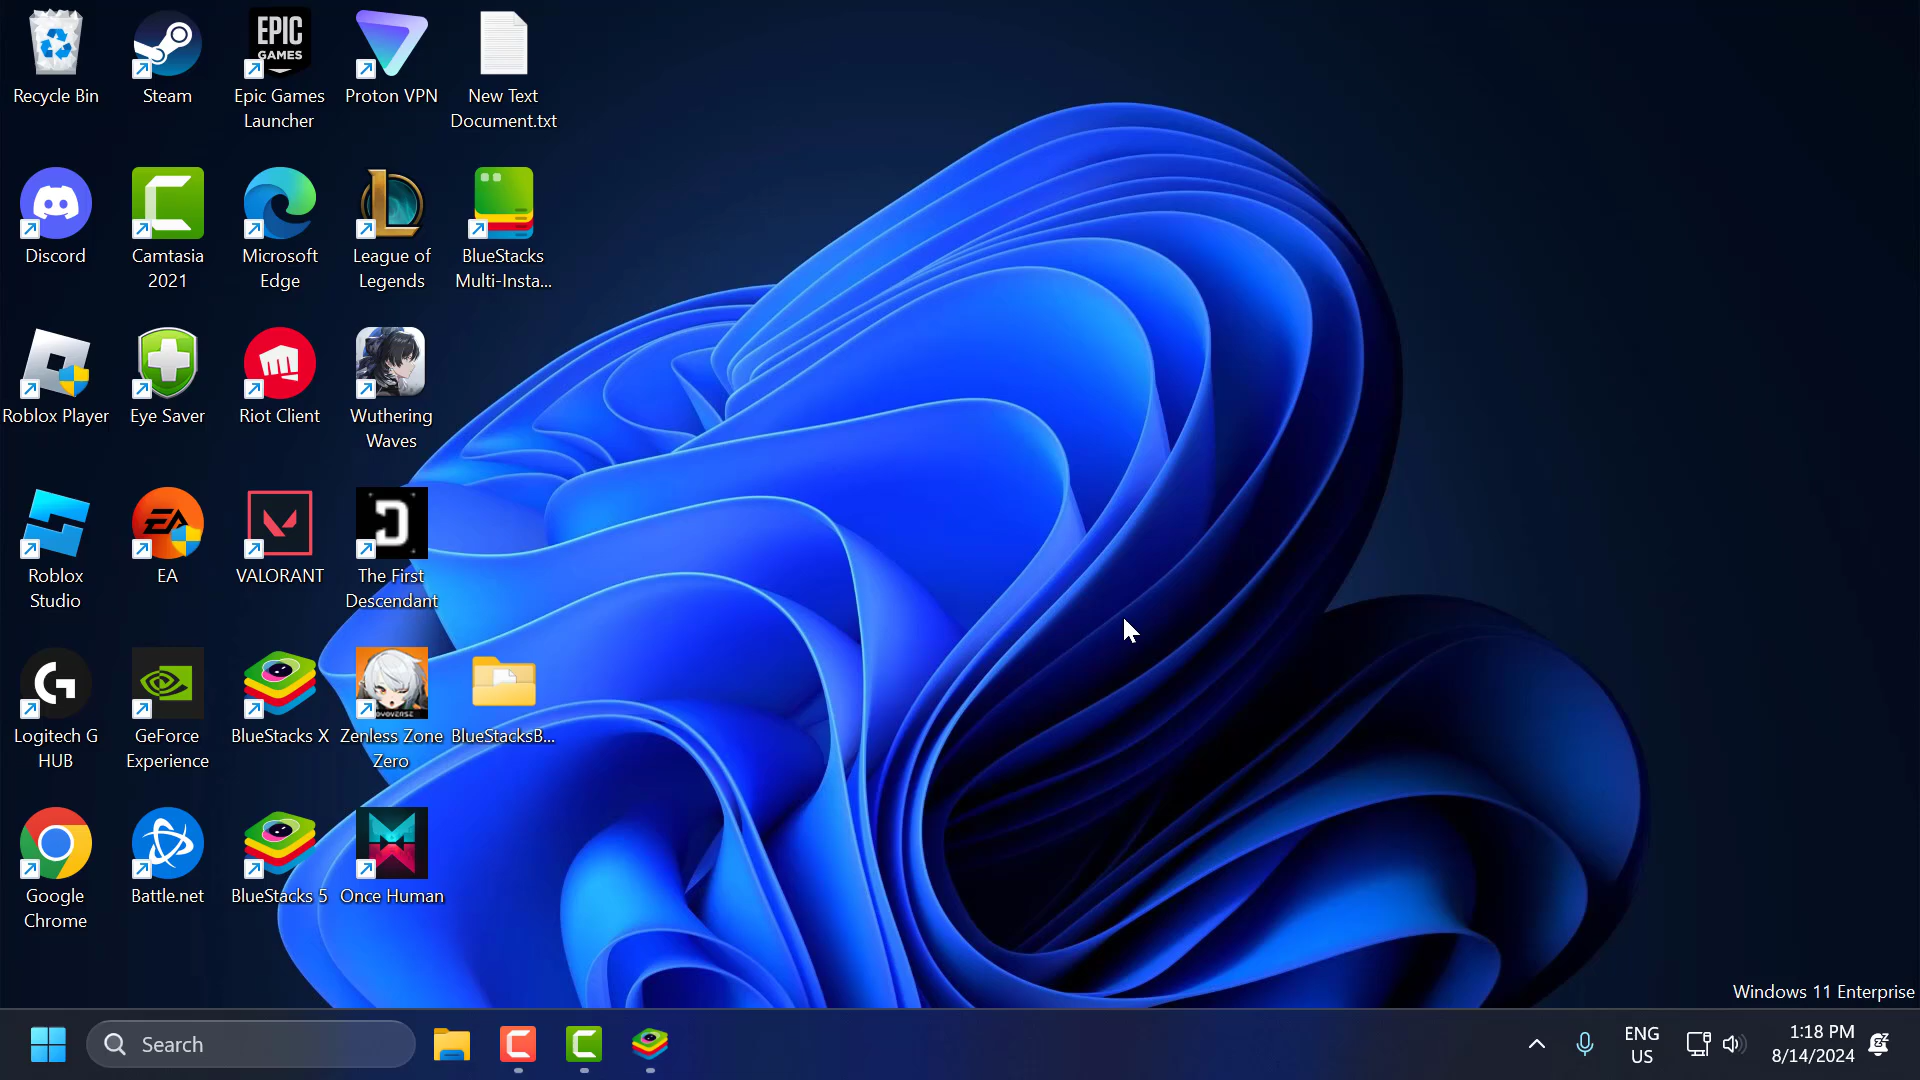 Recycle Bin
Steam
EPIC
GAMES
Epic Games
Launcher
Proton VPN
New Text
Document.txt
Discord
Camtasia
2021
Microsoft
Edge
League of
Legends
BlueStacks
Multi-Insta...
Roblox Player
Eye Saver
Riot Client
Wuthering
Waves
Roblox
Studio
EA
EA
VALORANT
The First
Descendant
Logitech G
HUB
GeForce
Experience
BlueStacks X
Zenless Zone
Zero
BlueStacksB...
Google
Chrome
Battle.net
BlueStacks 5
Once Human
Windows 11 Enterprise
Search
ENG
US
1:18 PM
8/14/2024